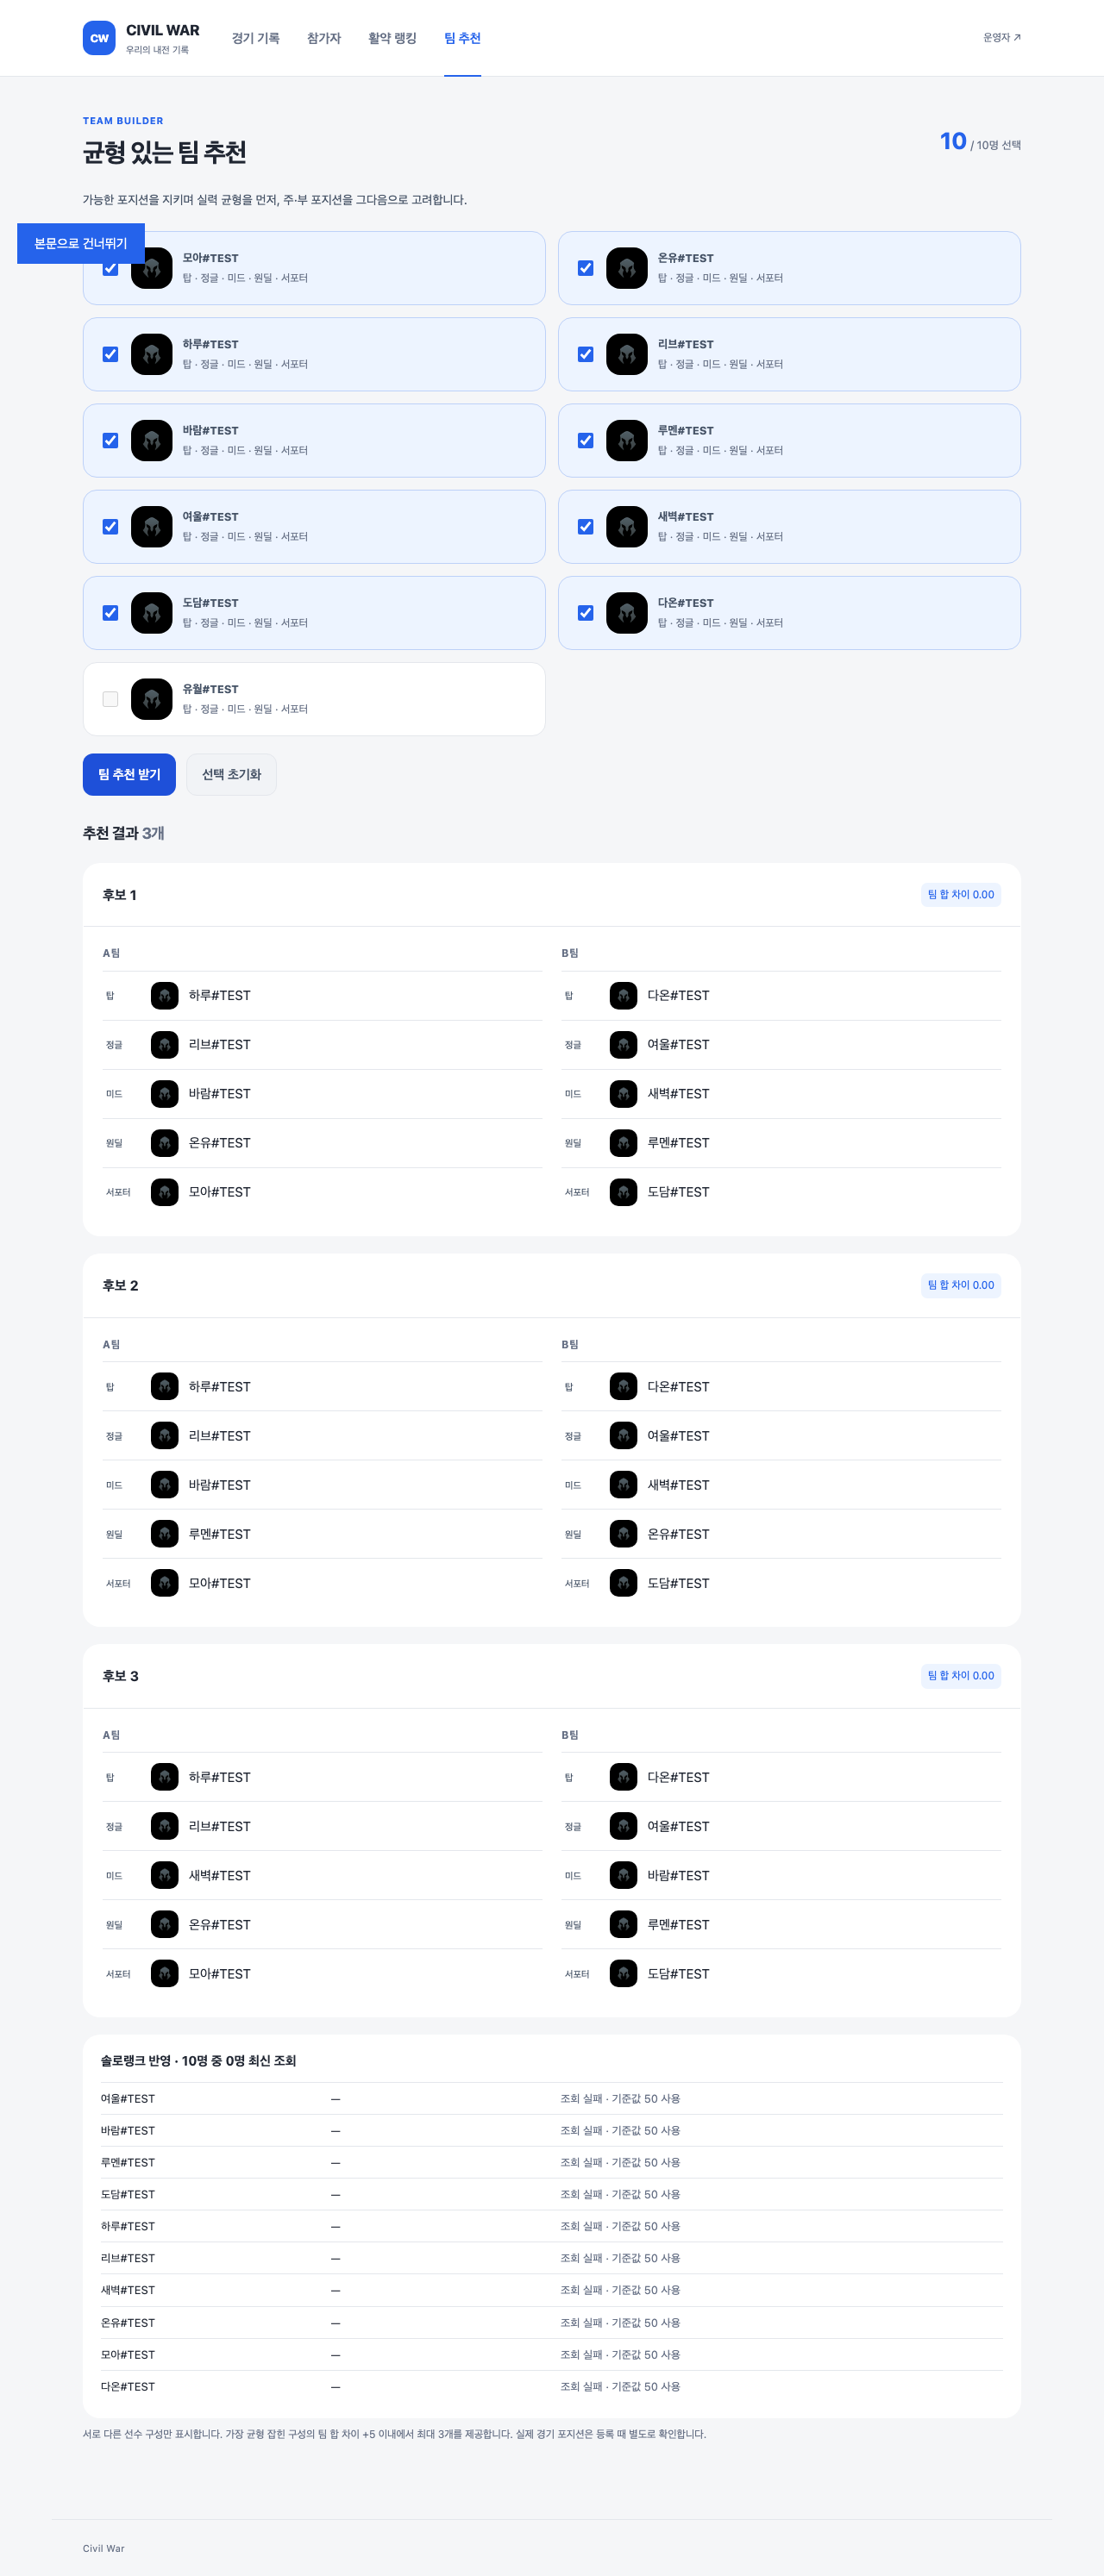 CW
CIVIL WAR
우리의 내전 기록
경기 기록
참가자
활약 랭킹
팀 추천
운영자 ↗
TEAM BUILDER
균형 있는 팀 추천
10 / 10명 선택
가능한 포지션을 지키며 실력 균형을 먼저, 주·부 포지션을 그다음으로 고려합니다.
본문으로 건너뛰기
모아#TEST
탑 · 정글 · 미드 · 원딜 · 서포터
온유#TEST
탑 · 정글 · 미드 · 원딜 · 서포터
하루#TEST
탑 · 정글 · 미드 · 원딜 · 서포터
리브#TEST
탑 · 정글 · 미드 · 원딜 · 서포터
바람#TEST
탑 · 정글 · 미드 · 원딜 · 서포터
루멘#TEST
탑 · 정글 · 미드 · 원딜 · 서포터
여울#TEST
탑 · 정글 · 미드 · 원딜 · 서포터
새벽#TEST
탑 · 정글 · 미드 · 원딜 · 서포터
도담#TEST
탑 · 정글 · 미드 · 원딜 · 서포터
다온#TEST
탑 · 정글 · 미드 · 원딜 · 서포터
유월#TEST
탑 · 정글 · 미드 · 원딜 · 서포터
팀 추천 받기
선택 초기화
추천 결과 3개
후보 1
팀 합 차이 0.00
A팀
탑 하루#TEST
정글 리브#TEST
미드 바람#TEST
원딜 온유#TEST
서포터 모아#TEST
B팀
탑 다온#TEST
정글 여울#TEST
미드 새벽#TEST
원딜 루멘#TEST
서포터 도담#TEST
후보 2
팀 합 차이 0.00
A팀
탑 하루#TEST
정글 리브#TEST
미드 바람#TEST
원딜 루멘#TEST
서포터 모아#TEST
B팀
탑 다온#TEST
정글 여울#TEST
미드 새벽#TEST
원딜 온유#TEST
서포터 도담#TEST
후보 3
팀 합 차이 0.00
A팀
탑 하루#TEST
정글 리브#TEST
미드 새벽#TEST
원딜 온유#TEST
서포터 모아#TEST
B팀
탑 다온#TEST
정글 여울#TEST
미드 바람#TEST
원딜 루멘#TEST
서포터 도담#TEST
솔로랭크 반영 · 10명 중 0명 최신 조회
여울#TEST — 조회 실패 · 기준값 50 사용
바람#TEST — 조회 실패 · 기준값 50 사용
루멘#TEST — 조회 실패 · 기준값 50 사용
도담#TEST — 조회 실패 · 기준값 50 사용
하루#TEST — 조회 실패 · 기준값 50 사용
리브#TEST — 조회 실패 · 기준값 50 사용
새벽#TEST — 조회 실패 · 기준값 50 사용
온유#TEST — 조회 실패 · 기준값 50 사용
모아#TEST — 조회 실패 · 기준값 50 사용
다온#TEST — 조회 실패 · 기준값 50 사용
서로 다른 선수 구성만 표시합니다. 가장 균형 잡힌 구성의 팀 합 차이 +5 이내에서 최대 3개를 제공합니다. 실제 경기 포지션은 등록 때 별도로 확인합니다.
Civil War